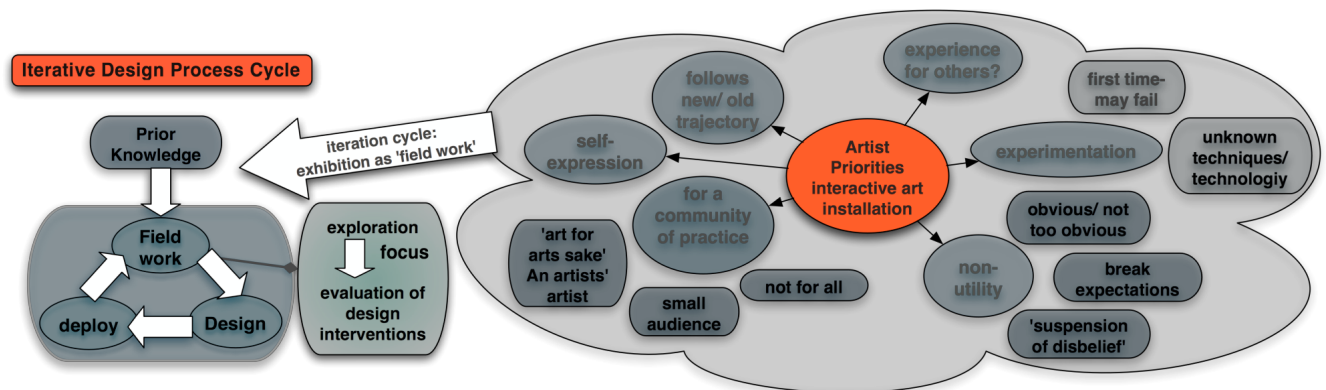 Iterative Design Process Cycle
Prior
Knowledge
Field
work
Design
deploy
exploration
focus
evaluation of
design
interventions
iteration cycle:
exhibition as 'field work'
Artist
Priorities
interactive art
installation
experience
for others?
follows
new/ old
trajectory
self-
expression
for a
community
of practice
'art for
arts sake'
An artists'
artist
small
audience
not for all
first time-
may fail
experimentation
unknown
techniques/
technologiy
obvious/ not
too obvious
non-
utility
break
expectations
'suspension
of disbelief'